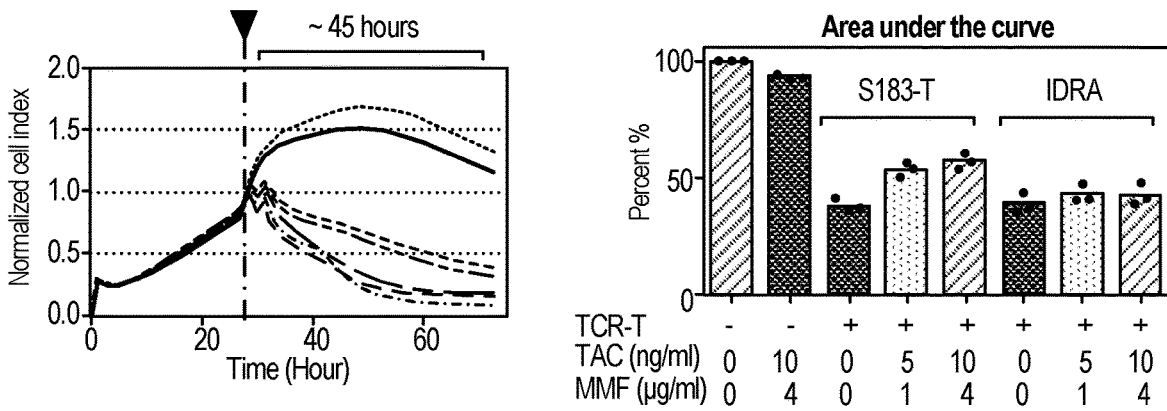 ~ 45 hours
Normalized cell index
2.0
1.5
1.0
0.5
0.0
0 20 40 60
Time (Hour)
Area under the curve
S183-T IDRA
Percent %
100
50
0
TCR-T - - + + + + + +
TAC (ng/ml) 0 10 0 5 10 0 5 10
MMF (μg/ml) 0 4 0 1 4 0 1 4